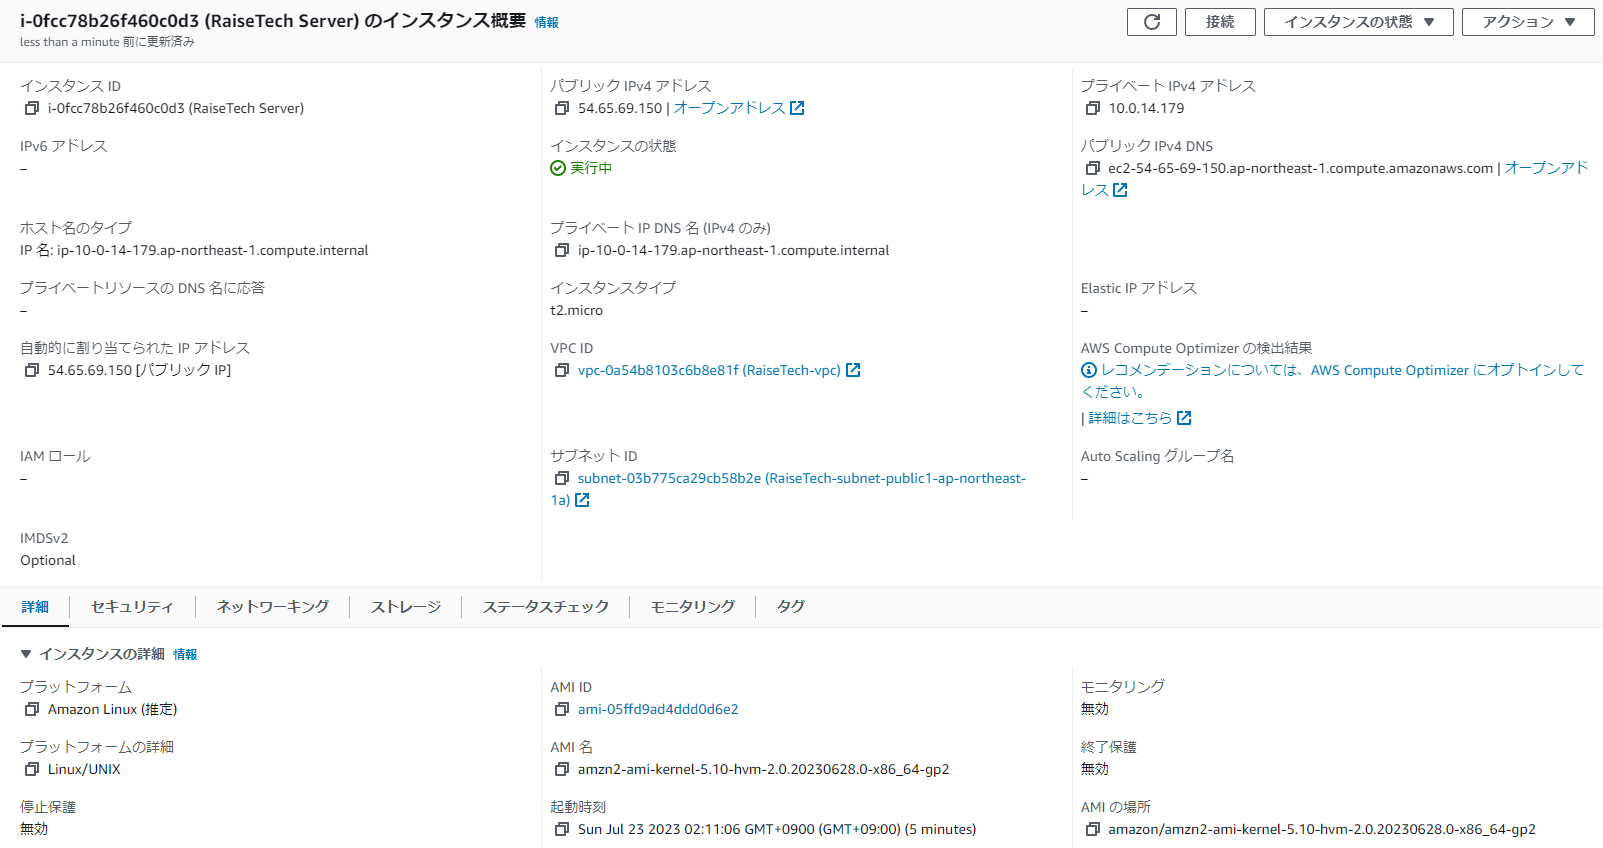 i-0fcc78b26f460c0d3 (RaiseTech Server) のインスタンス概要 情報
less than a minute 前に更新済み
接続
インスタンスの状態 ▼
アクション ▼
インスタンス ID
i-0fcc78b26f460c0d3 (RaiseTech Server)
パブリック IPv4 アドレス
54.65.69.150 | オープンアドレス
プライベート IPv4 アドレス
10.0.14.179
IPv6 アドレス
–
インスタンスの状態
実行中
パブリック IPv4 DNS
ec2-54-65-69-150.ap-northeast-1.compute.amazonaws.com | オープンアド
レス
ホスト名のタイプ
IP 名: ip-10-0-14-179.ap-northeast-1.compute.internal
プライベート IP DNS 名 (IPv4 のみ)
ip-10-0-14-179.ap-northeast-1.compute.internal
プライベートリソースの DNS 名に応答
–
インスタンスタイプ
t2.micro
Elastic IP アドレス
–
自動的に割り当てられた IP アドレス
54.65.69.150 [パブリック IP]
VPC ID
vpc-0a54b8103c6b8e81f (RaiseTech-vpc)
AWS Compute Optimizer の検出結果
レコメンデーションについては、AWS Compute Optimizer にオプトインして
ください。
| 詳細はこちら
IAM ロール
–
サブネット ID
subnet-03b775ca29cb58b2e (RaiseTech-subnet-public1-ap-northeast-
1a)
Auto Scaling グループ名
–
IMDSv2
Optional
詳細
セキュリティ
ネットワーキング
ストレージ
ステータスチェック
モニタリング
タグ
▼ インスタンスの詳細 情報
プラットフォーム
Amazon Linux (推定)
AMI ID
ami-05ffd9ad4ddd0d6e2
モニタリング
無効
プラットフォームの詳細
Linux/UNIX
AMI 名
amzn2-ami-kernel-5.10-hvm-2.0.20230628.0-x86_64-gp2
終了保護
無効
停止保護
無効
起動時刻
Sun Jul 23 2023 02:11:06 GMT+0900 (GMT+09:00) (5 minutes)
AMI の場所
amazon/amzn2-ami-kernel-5.10-hvm-2.0.20230628.0-x86_64-gp2